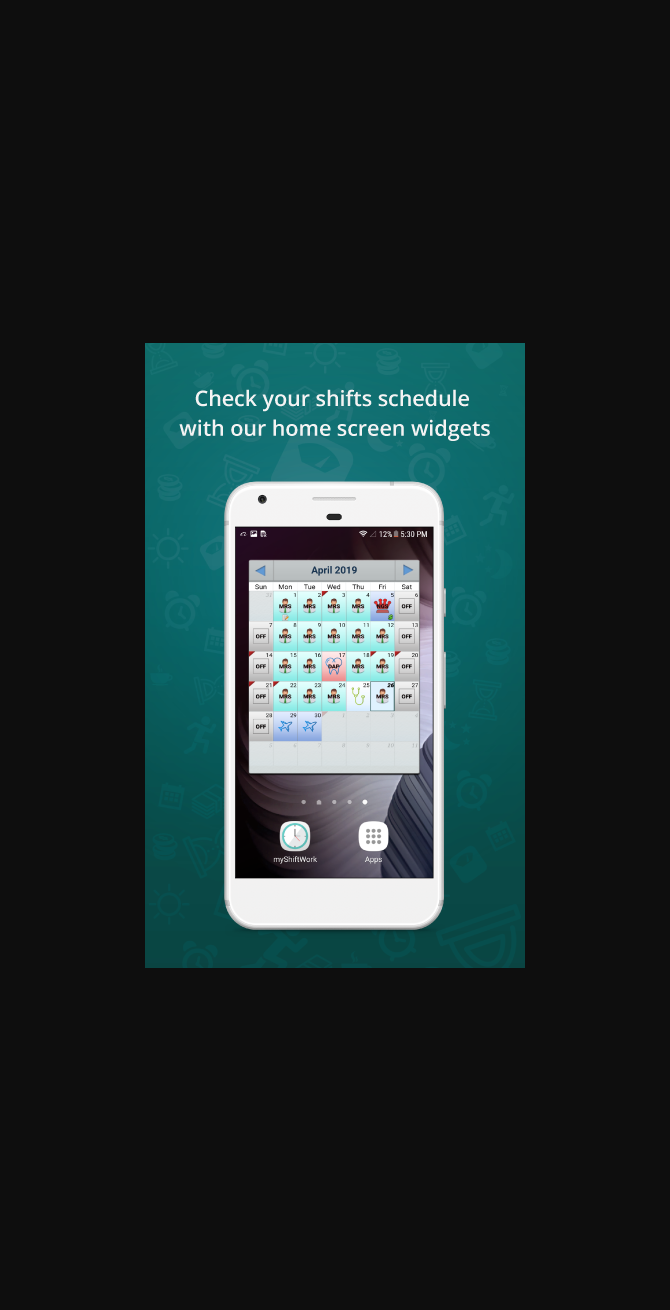 Check your shifts schedule
with our home screen widgets
12% 5:30 PM
April 2019
Sun Mon Tue Wed Thu Fri Sat
1 2 3 4 5 6
MRS MRS MRS MRS OFF
7 8 9 10 11 12 13
OFF MRS MRS MRS MRS MRS OFF
14 15 16 17 18 19 20
OFF MRS MRS DAP MRS MRS OFF
21 22 23 24 25 26 27
OFF MRS MRS MRS MRS OFF
28 29 30 1 2 3 4
OFF
5 6 7 8 9 10 11
myShiftWork Apps